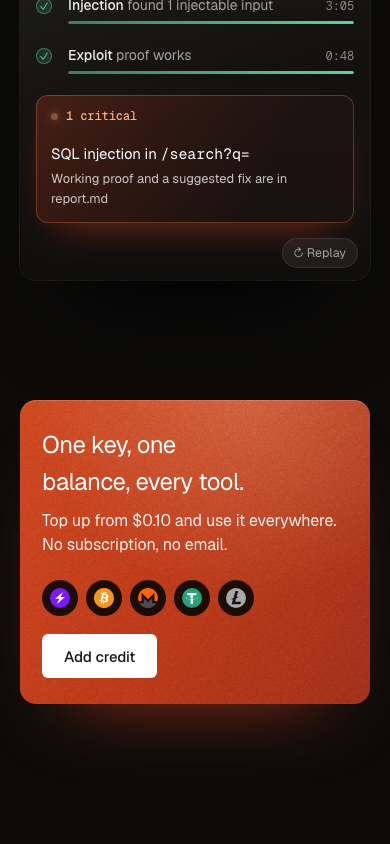 Injection found 1 injectable input 3:05
Exploit proof works 0:48
1 critical
SQL injection in /search?q=
Working proof and a suggested fix are in
report.md
Replay
One key, one
balance, every tool.
Top up from $0.10 and use it everywhere.
No subscription, no email.
Add credit